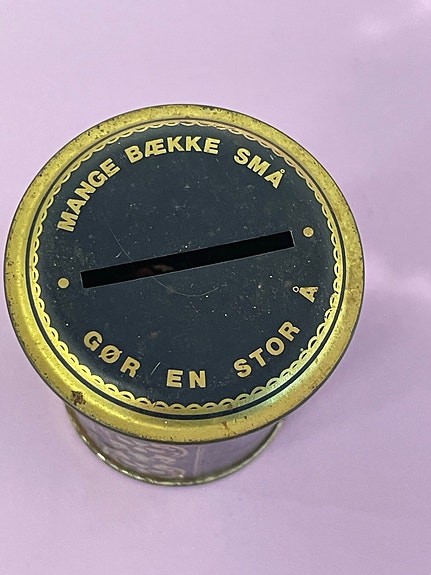 MANGE BÆKKE SMÅ
GØR EN STOR Å